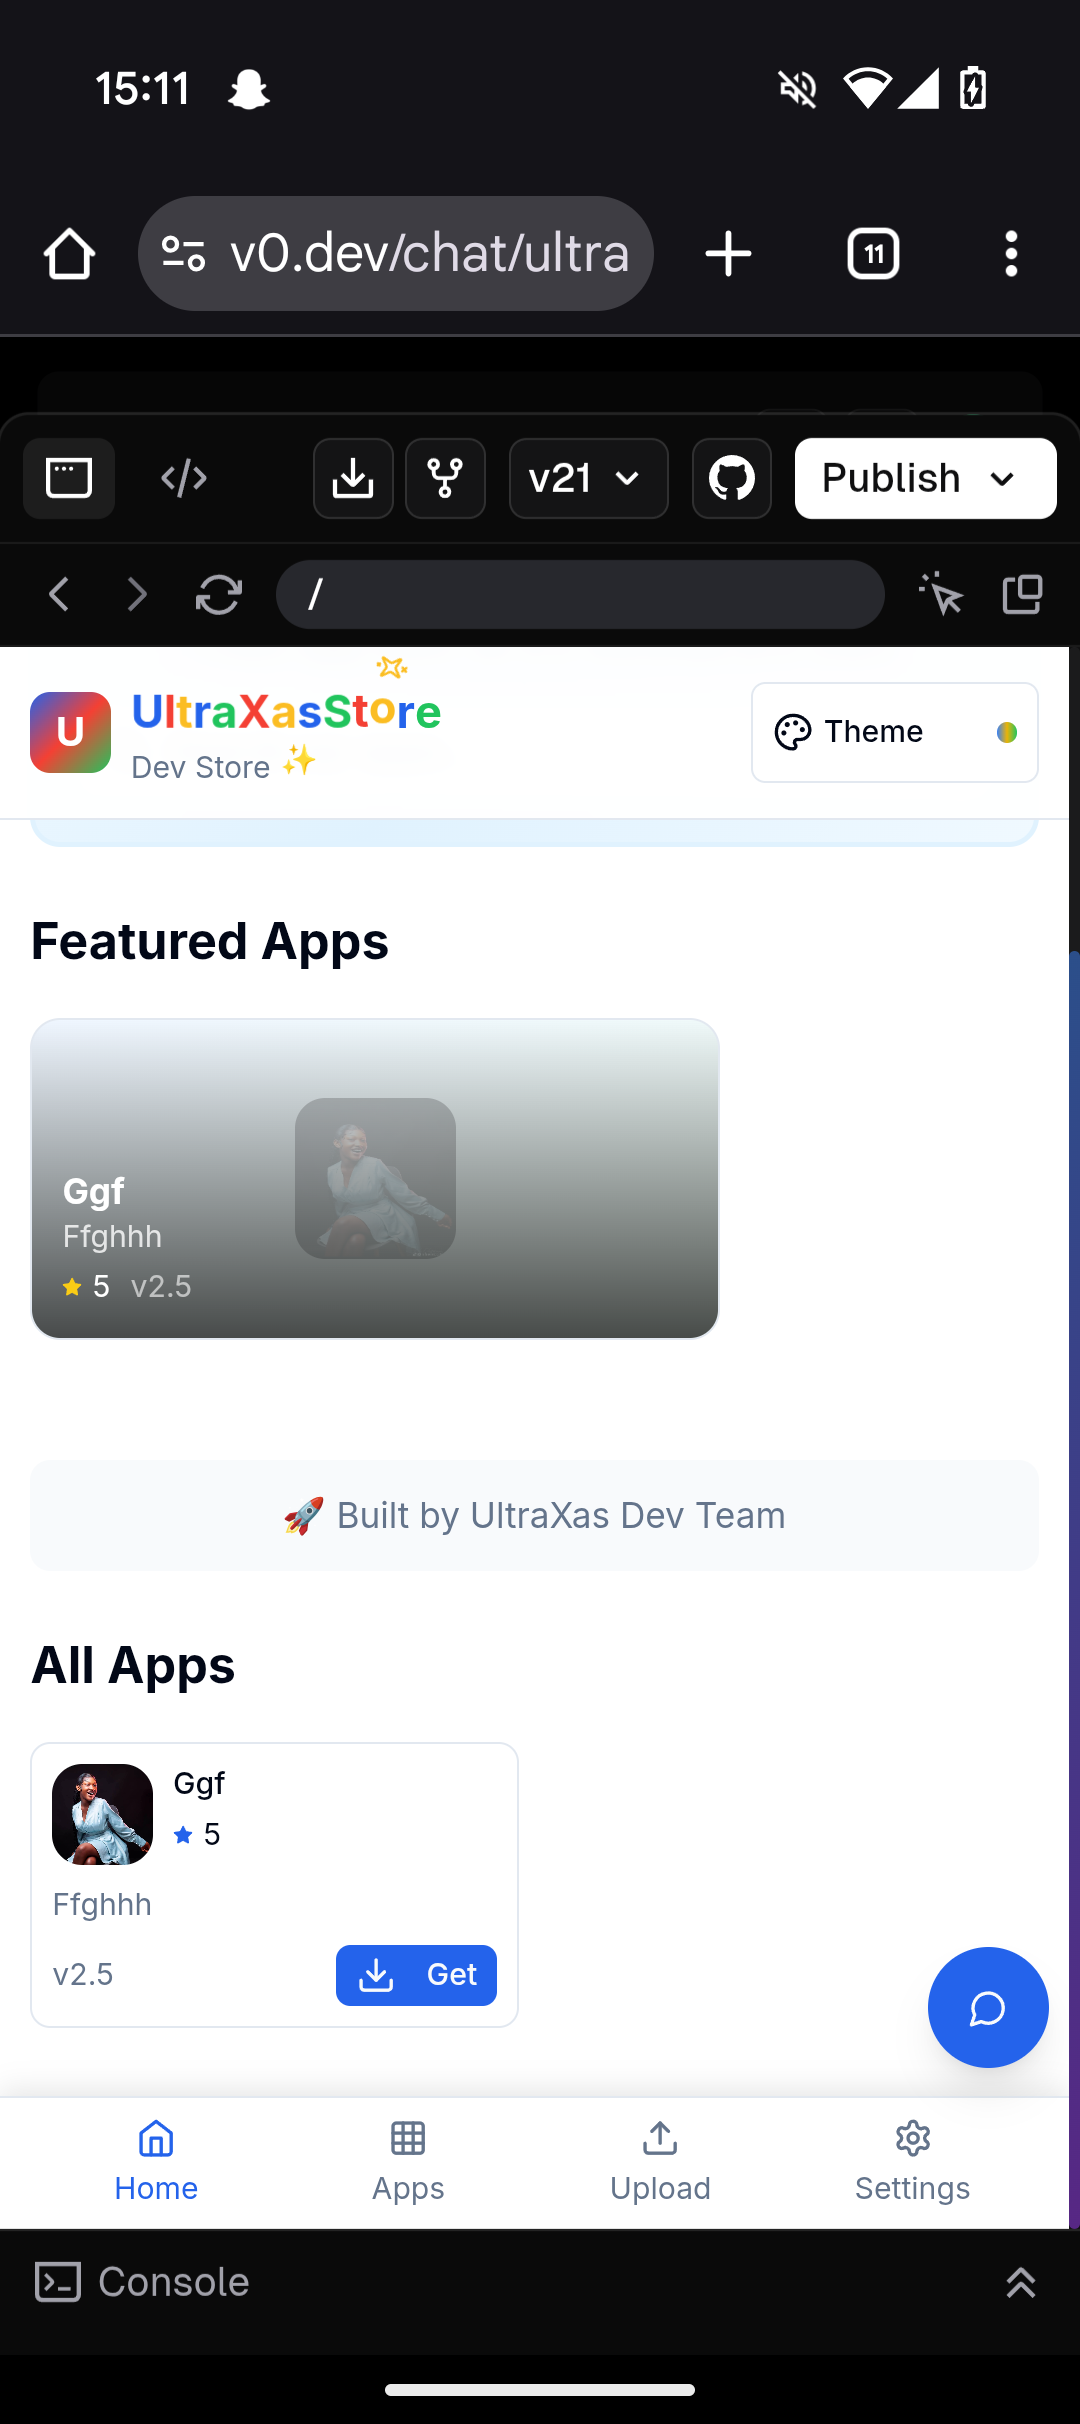 15:11
v0.dev/chat/ultra
11
v21
Publish
/
U
UltraXasStore
Dev Store ✨
Theme
Featured Apps
Ggf
Ffghhh
5 v2.5
🚀 Built by UltraXas Dev Team
All Apps
Ggf
5
Ffghhh
v2.5
Get
Home
Apps
Upload
Settings
Console